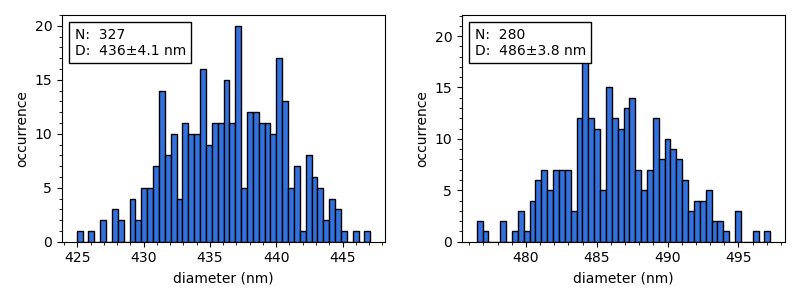 N: 327
D: 436±4.1 nm
20
15
10
5
0
425 430 435 440 445
occurrence
diameter (nm)
N: 280
D: 486±3.8 nm
20
15
10
5
0
480 485 490 495
occurrence
diameter (nm)